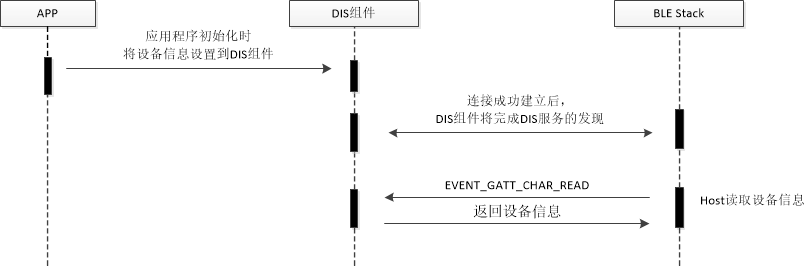 APP
DIS组件
BLE Stack
应用程序初始化时
将设备信息设置到DIS组件
连接成功建立后，
DIS组件将完成DIS服务的发现
EVENT_GATT_CHAR_READ
Host读取设备信息
返回设备信息